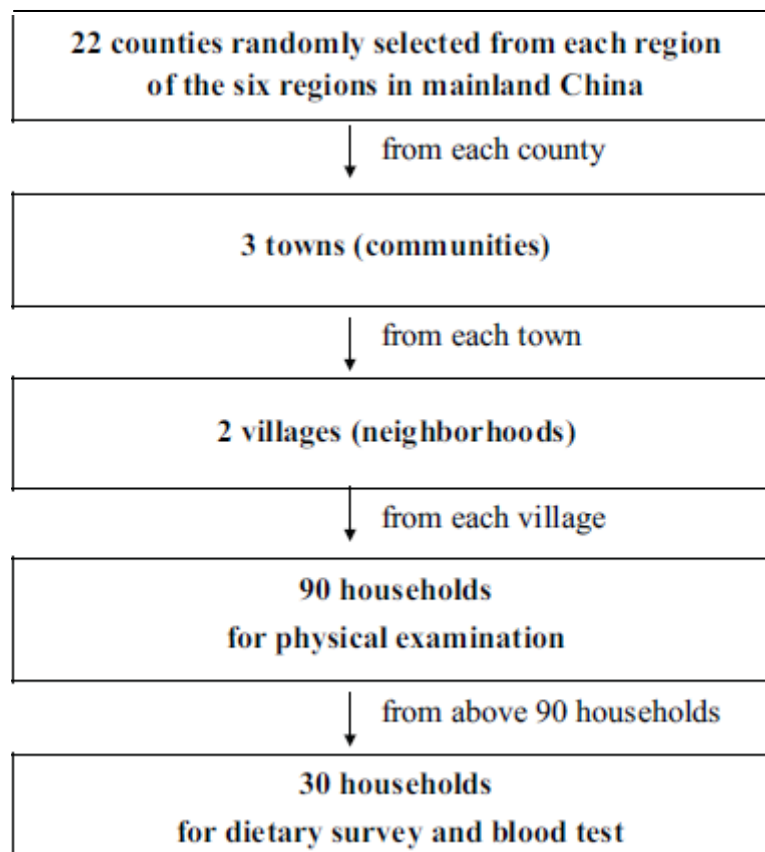 22 counties randomly selected from each region
of the six regions in mainland China
from each county
3 towns (communities)
from each town
2 villages (neighborhoods)
from each village
90 households
for physical examination
from above 90 households
30 households
for dietary survey and blood test